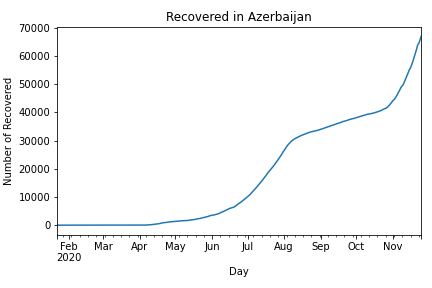 Recovered in Azerbaijan
Number of Recovered
70000
60000
50000
40000
30000
20000
10000
0
Feb Mar Apr May Jun Jul Aug Sep Oct Nov
2020
Day